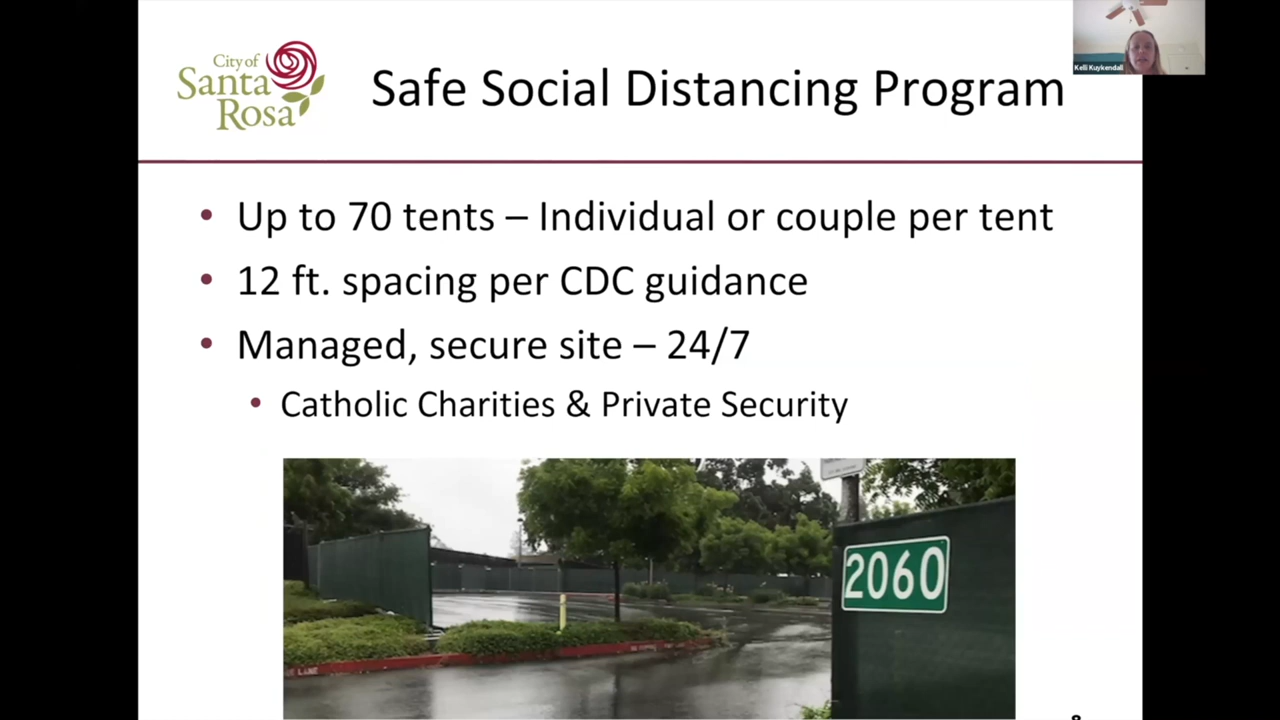 City of
Santa
Rosa
Safe Social Distancing Program
Kelli Kuykendall
• Up to 70 tents – Individual or couple per tent
• 12 ft. spacing per CDC guidance
• Managed, secure site – 24/7
• Catholic Charities & Private Security
2060